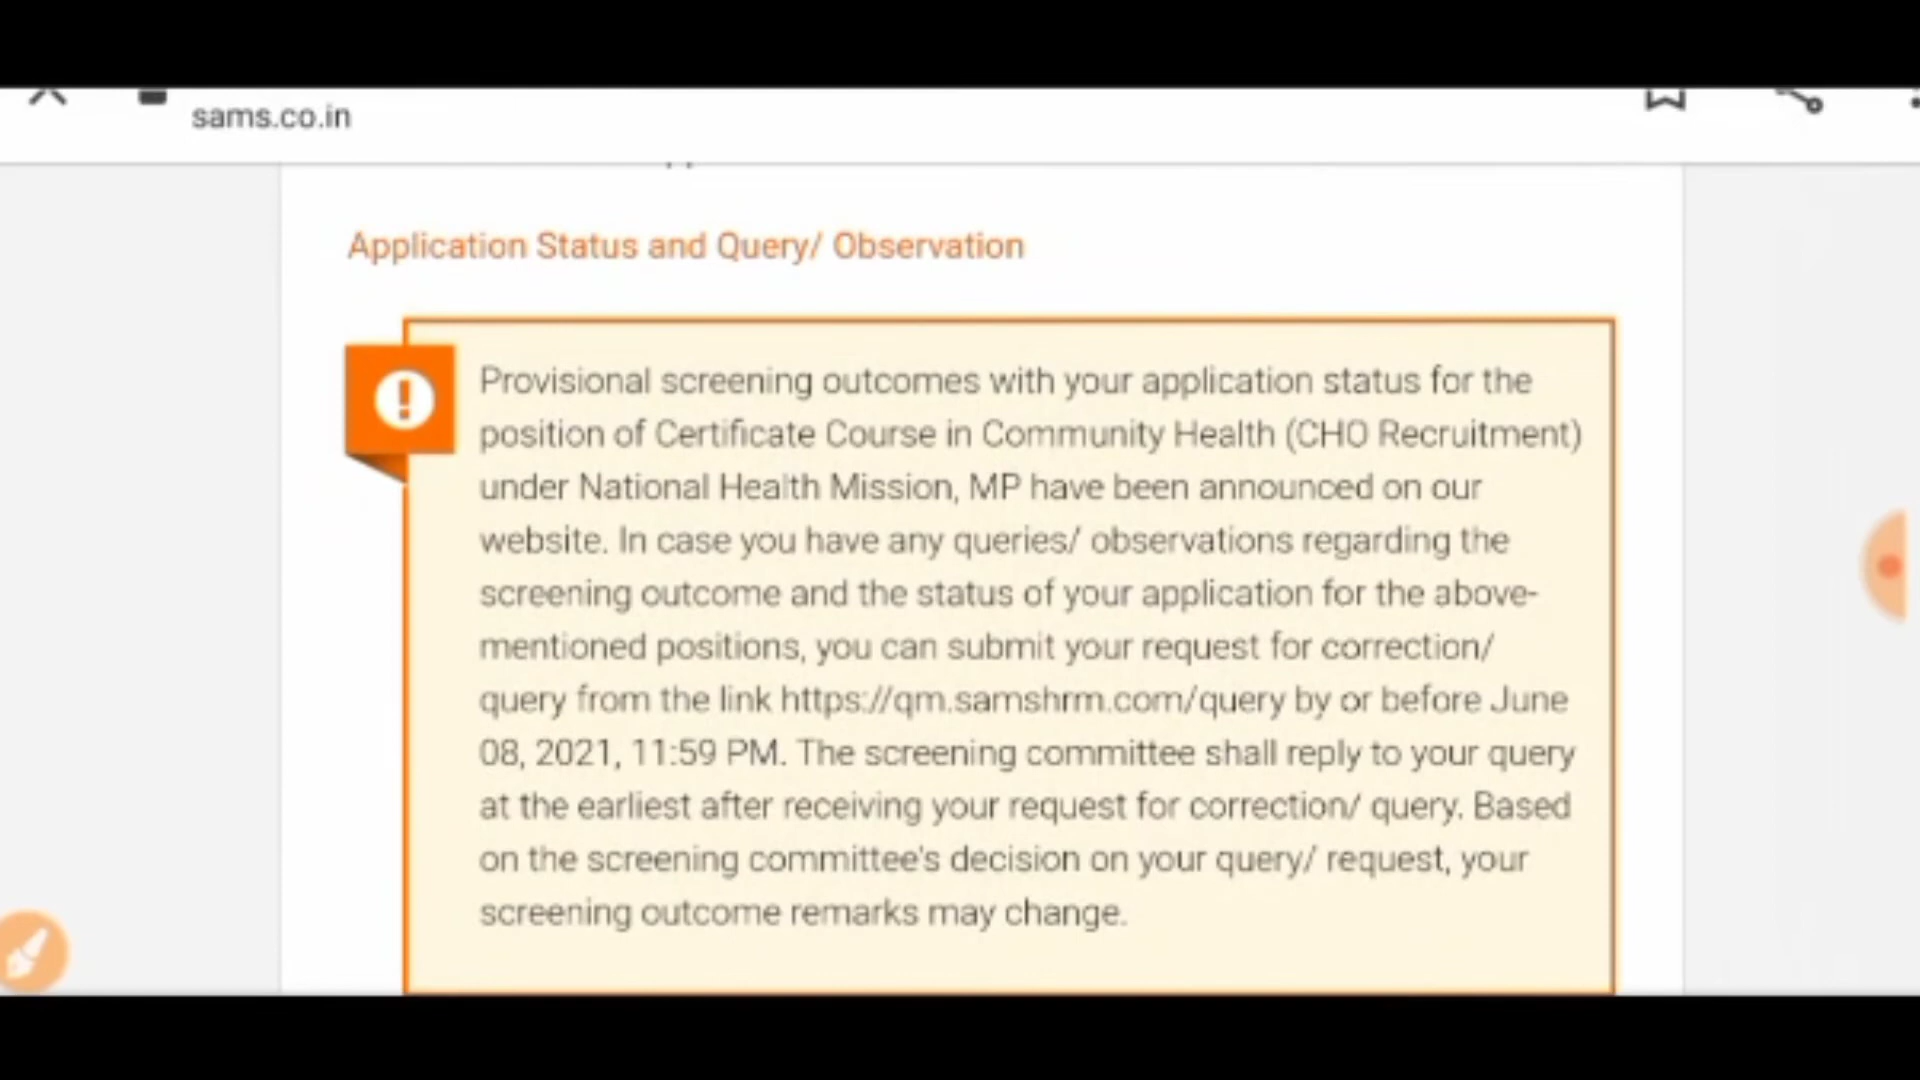 sams.co.in
Application Status and Query/ Observation
Provisional screening outcomes with your application status for the
position of Certificate Course in Community Health (CHO Recruitment)
under National Health Mission, MP have been announced on our
website. In case you have any queries/ observations regarding the
screening outcome and the status of your application for the above-
mentioned positions, you can submit your request for correction/
query from the link https://qm.samshrm.com/query by or before June
08, 2021, 11:59 PM. The screening committee shall reply to your query
at the earliest after receiving your request for correction/ query. Based
on the screening committee's decision on your query/ request, your
screening outcome remarks may change.